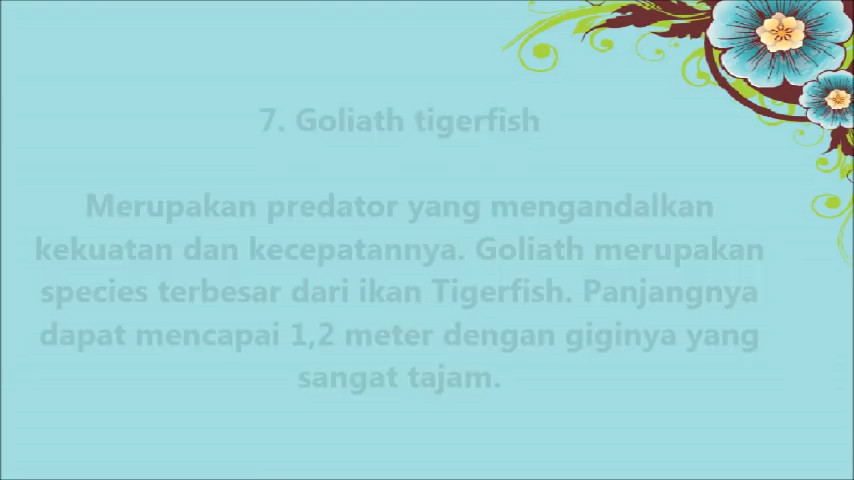 7. Goliath tigerfish
Merupakan predator yang mengandalkan
kekuatan dan kecepatannya. Goliath merupakan
species terbesar dari ikan Tigerfish. Panjangnya
dapat mencapai 1,2 meter dengan giginya yang
sangat tajam.